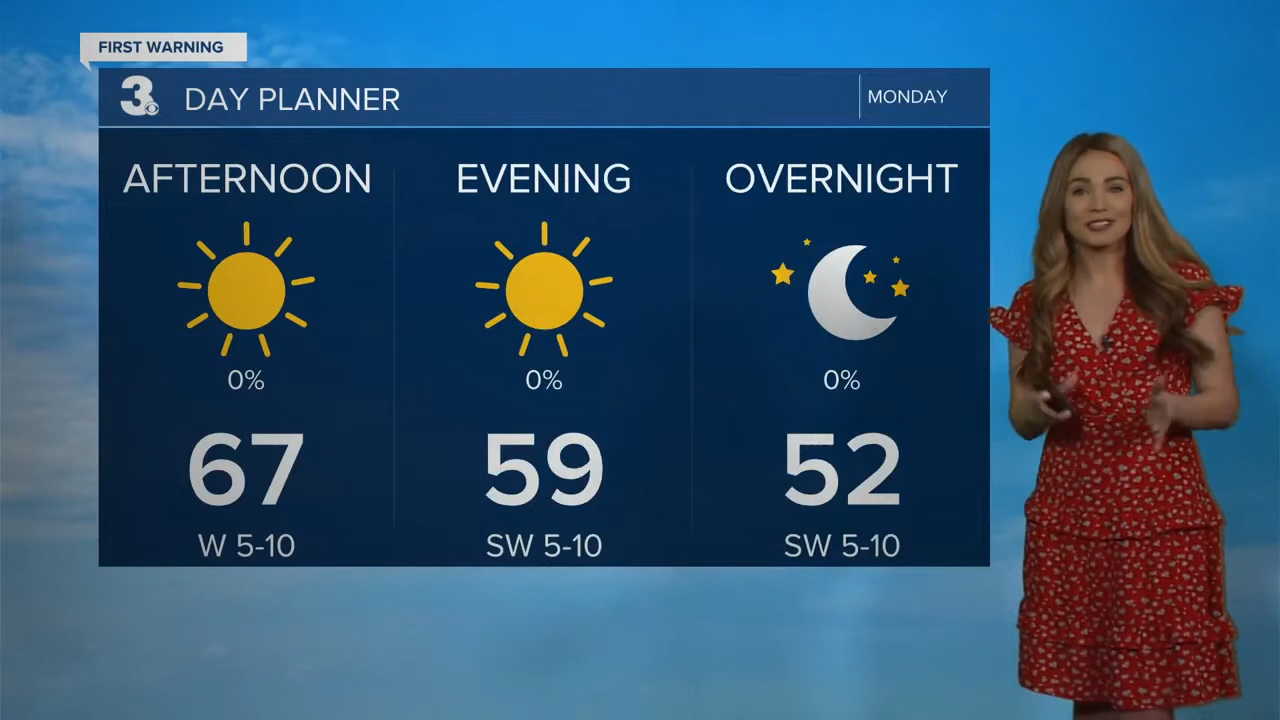 FIRST WARNING
3 DAY PLANNER
MONDAY
AFTERNOON
0%
67
W 5-10
EVENING
0%
59
SW 5-10
OVERNIGHT
0%
52
SW 5-10